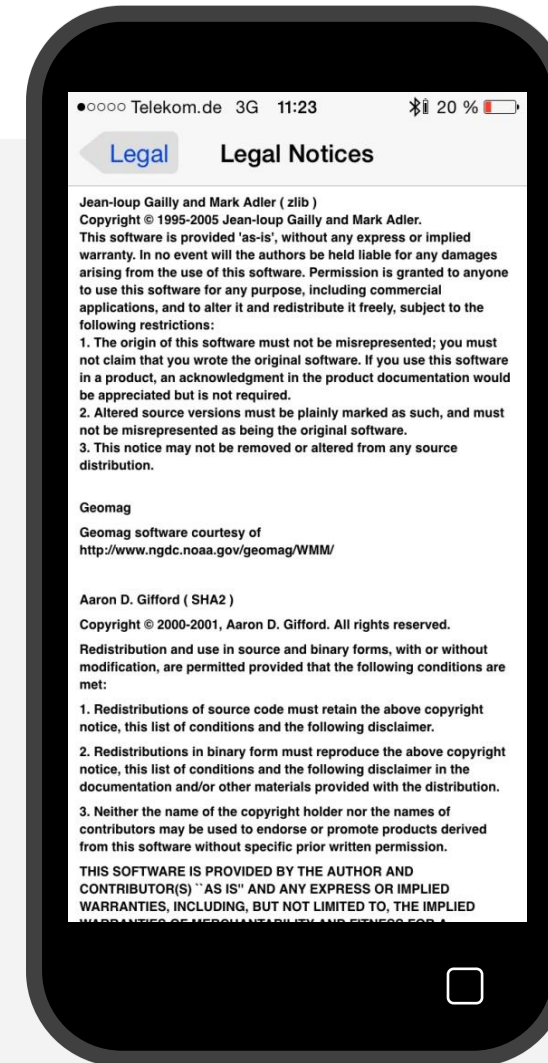 Telekom.de 3G 11:23 20 %
Legal Legal Notices
Jean-loup Gailly and Mark Adler ( zlib )
Copyright © 1995-2005 Jean-loup Gailly and Mark Adler.
This software is provided 'as-is', without any express or implied
warranty. In no event will the authors be held liable for any damages
arising from the use of this software. Permission is granted to anyone
to use this software for any purpose, including commercial
applications, and to alter it and redistribute it freely, subject to the
following restrictions:
1. The origin of this software must not be misrepresented; you must
not claim that you wrote the original software. If you use this software
in a product, an acknowledgment in the product documentation would
be appreciated but is not required.
2. Altered source versions must be plainly marked as such, and must
not be misrepresented as being the original software.
3. This notice may not be removed or altered from any source
distribution.
Geomag
Geomag software courtesy of
http://www.ngdc.noaa.gov/geomag/WMM/
Aaron D. Gifford ( SHA2 )
Copyright © 2000-2001, Aaron D. Gifford. All rights reserved.
Redistribution and use in source and binary forms, with or without
modification, are permitted provided that the following conditions are
met:
1. Redistributions of source code must retain the above copyright
notice, this list of conditions and the following disclaimer.
2. Redistributions in binary form must reproduce the above copyright
notice, this list of conditions and the following disclaimer in the
documentation and/or other materials provided with the distribution.
3. Neither the name of the copyright holder nor the names of
contributors may be used to endorse or promote products derived
from this software without specific prior written permission.
THIS SOFTWARE IS PROVIDED BY THE AUTHOR AND
CONTRIBUTOR(S) ``AS IS'' AND ANY EXPRESS OR IMPLIED
WARRANTIES, INCLUDING, BUT NOT LIMITED TO, THE IMPLIED
WARRANTIES OF MERCHANTABILITY AND FITNESS FOR A